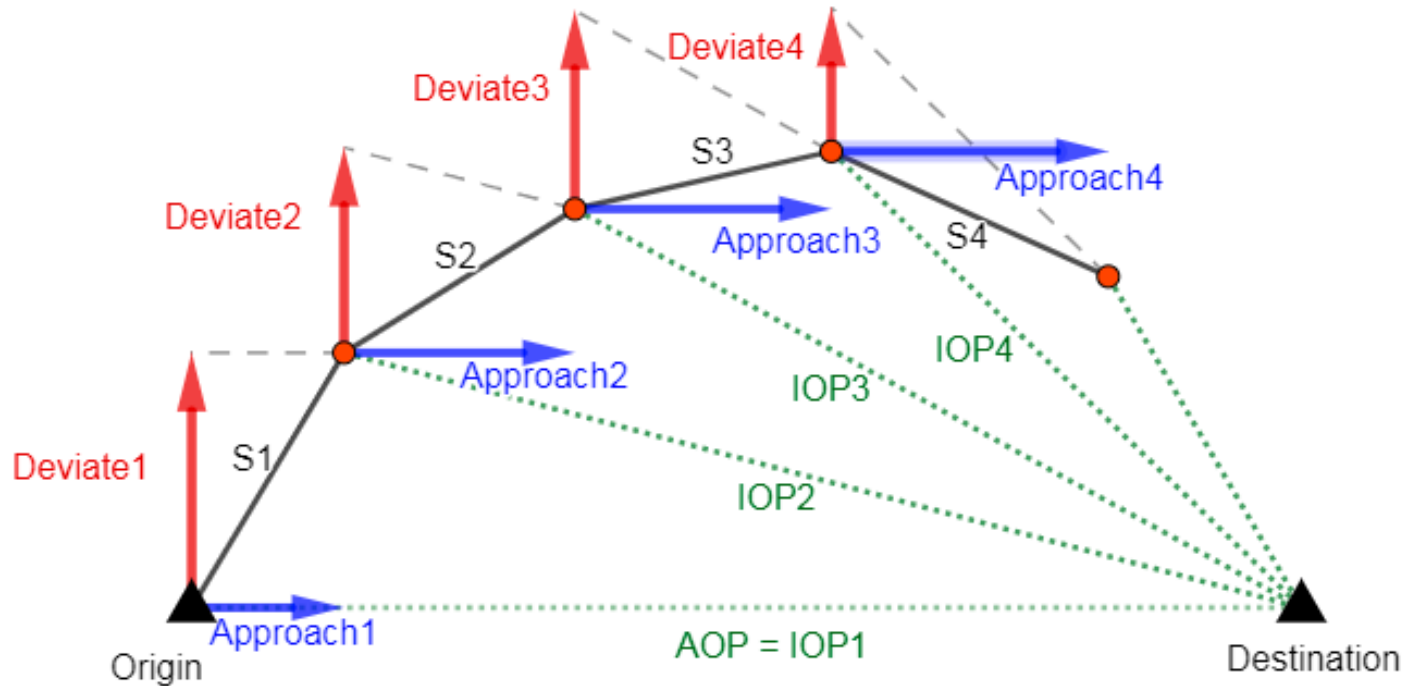 Deviate4
Deviate3
S3
Approach4
Deviate2
Approach3
S4
S2
IOP4
Approach2
IOP3
Deviate1
S1
IOP2
Approach1
AOP = IOP1
Origin
Destination